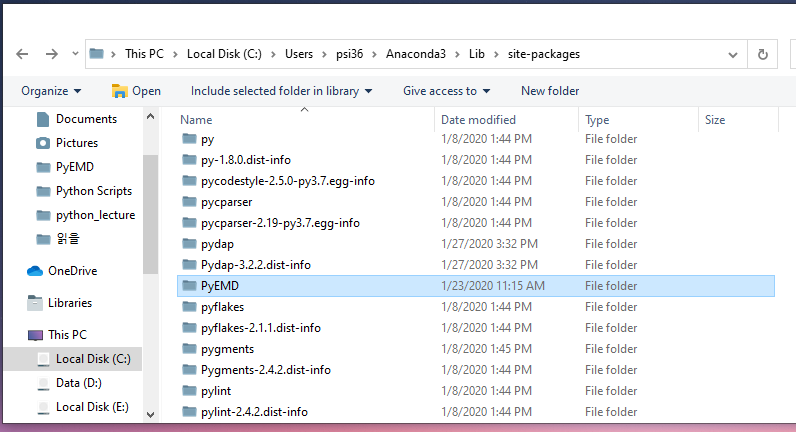 This PC > Local Disk (C:) > Users > psi36 > Anaconda3 > Lib > site-packages
Organize Open Include selected folder in library Give access to New folder
Documents
Pictures
PyEMD
Python Scripts
python_lecture
읽을
OneDrive
Libraries
This PC
Local Disk (C:)
Data (D:)
Local Disk (E:)
Name Date modified Type Size
py 1/8/2020 1:44 PM File folder
py-1.8.0.dist-info 1/8/2020 1:44 PM File folder
pycodestyle-2.5.0-py3.7.egg-info 1/8/2020 1:44 PM File folder
pycparser 1/8/2020 1:44 PM File folder
pycparser-2.19-py3.7.egg-info 1/8/2020 1:44 PM File folder
pydap 1/27/2020 3:32 PM File folder
Pydap-3.2.2.dist-info 1/27/2020 3:32 PM File folder
PyEMD 1/23/2020 11:15 AM File folder
pyflakes 1/8/2020 1:44 PM File folder
pyflakes-2.1.1.dist-info 1/8/2020 1:44 PM File folder
pygments 1/8/2020 1:45 PM File folder
Pygments-2.4.2.dist-info 1/8/2020 1:44 PM File folder
pylint 1/8/2020 1:44 PM File folder
pylint-2.4.2.dist-info 1/8/2020 1:44 PM File folder